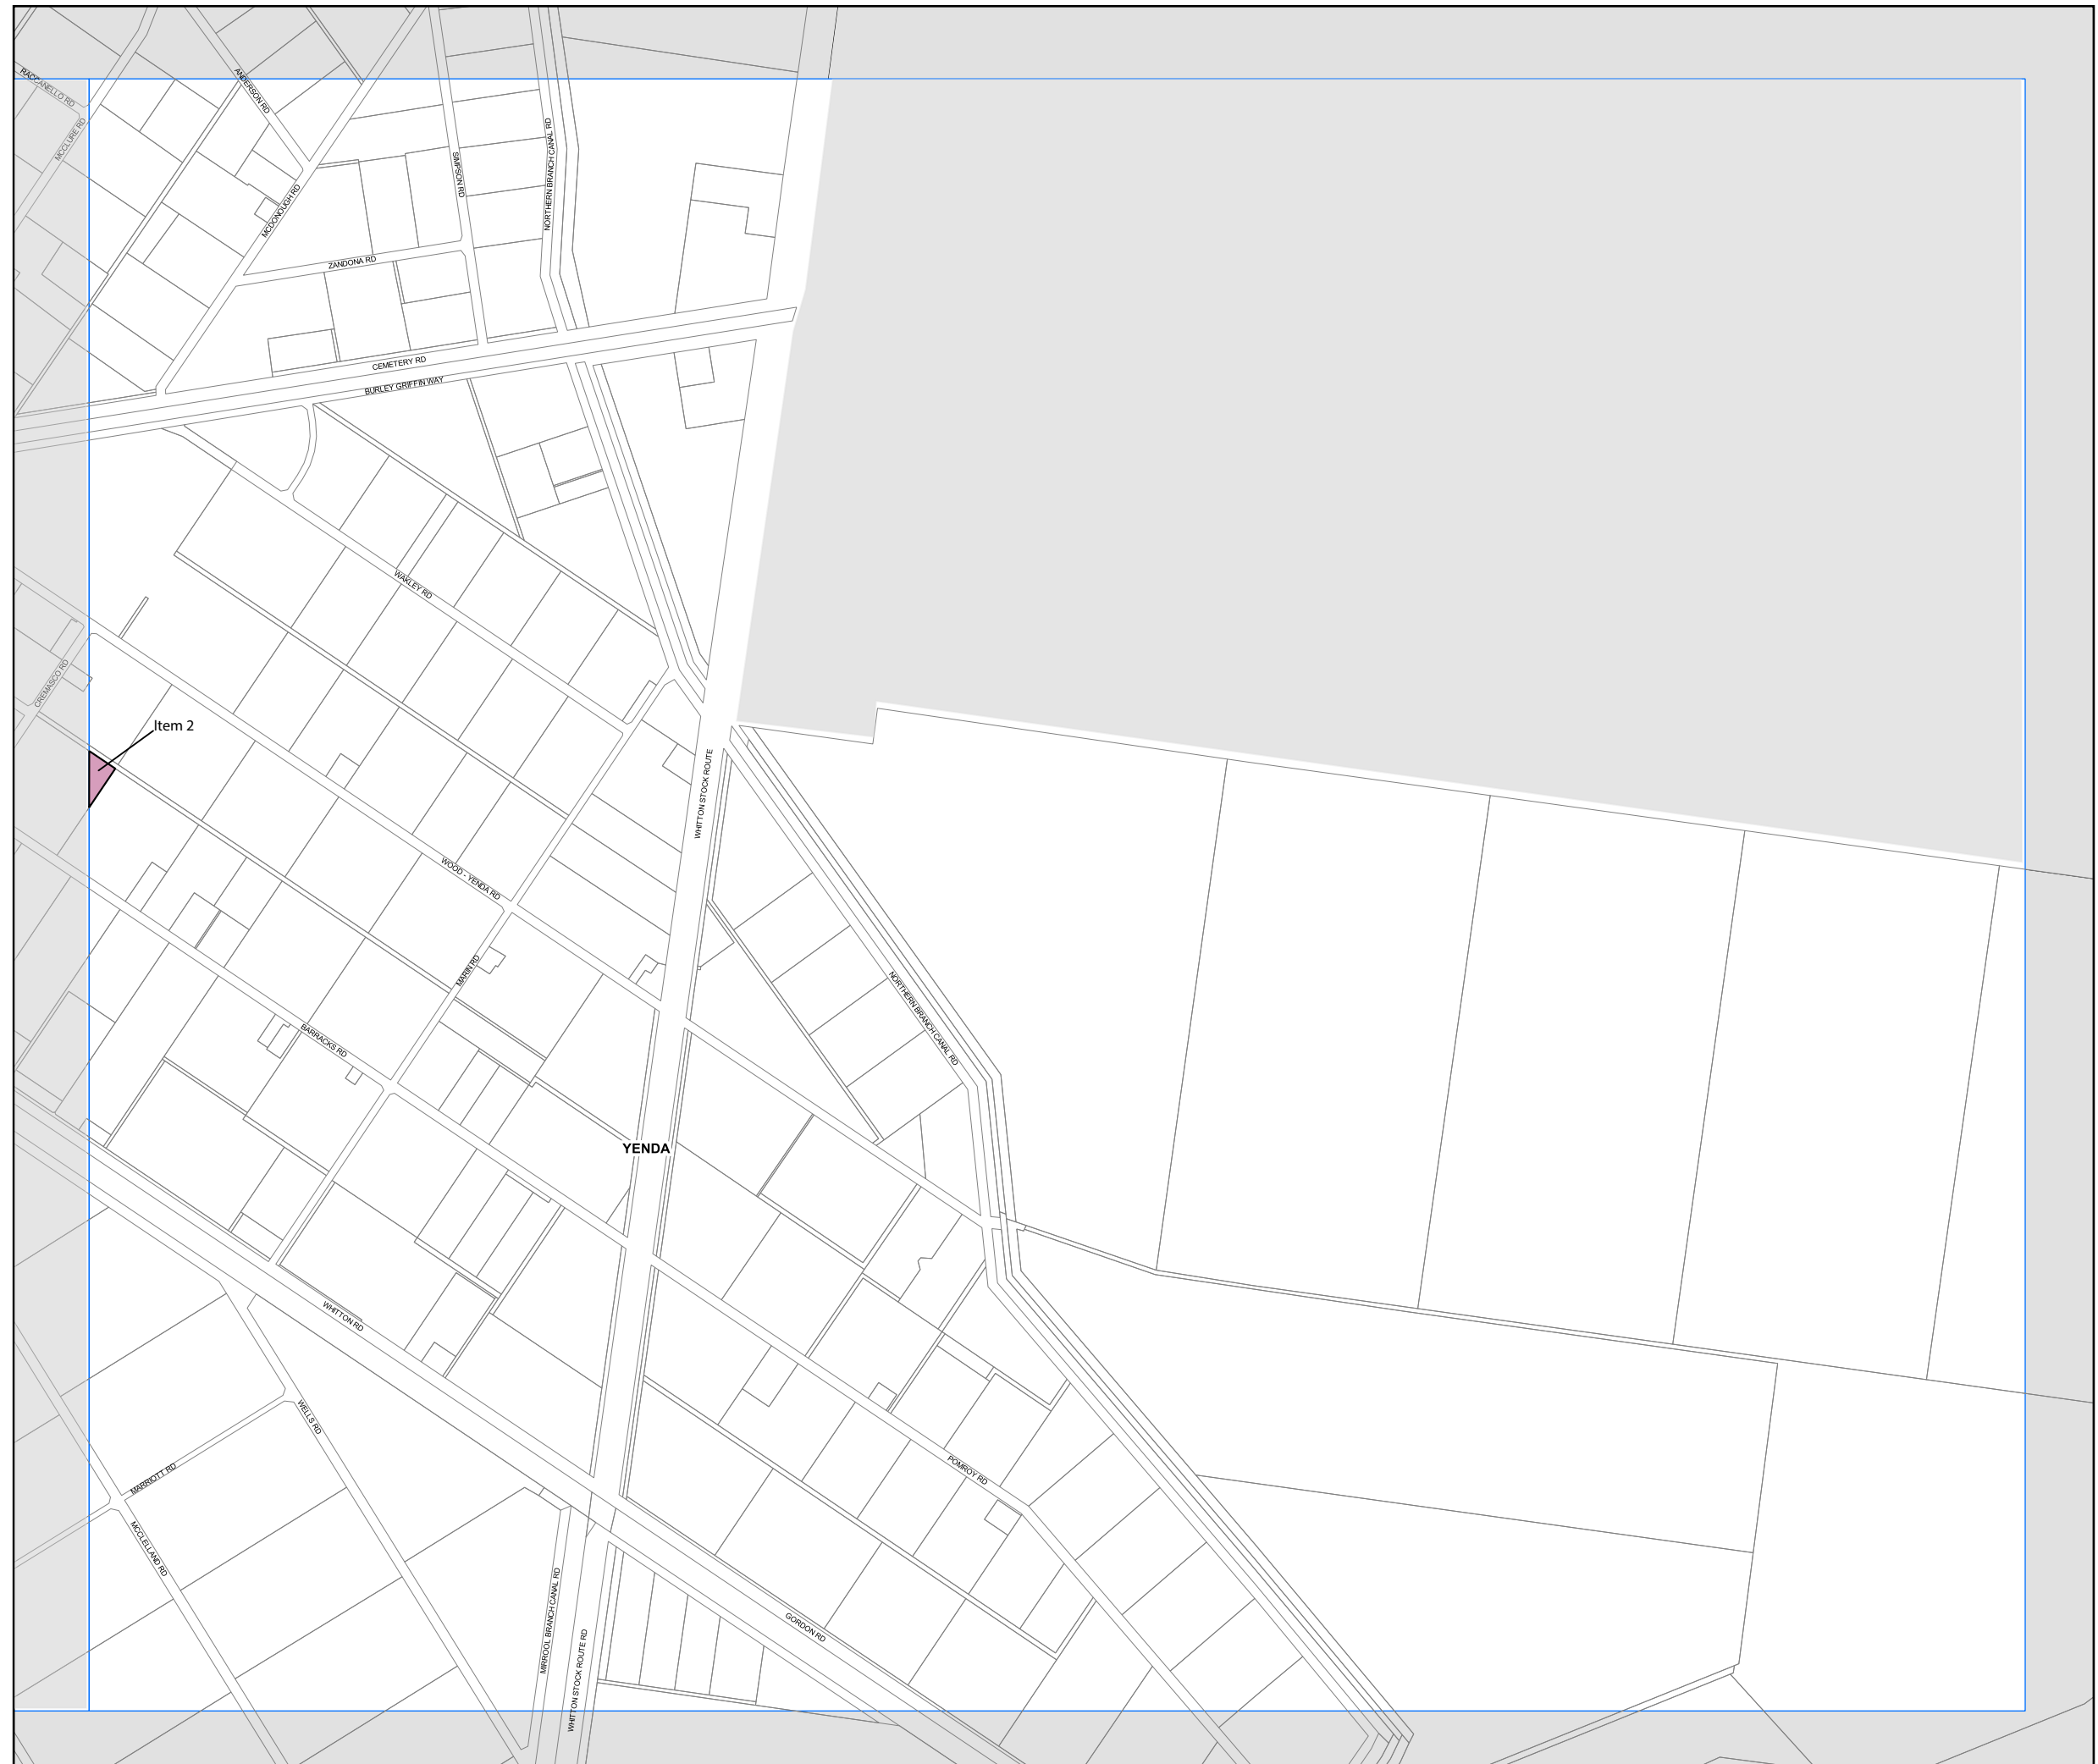 RACCANELLO RD
ANDERSON RD
MCCLURE RD
NORTHERN BRANCH CANAL RD
SIMPSON RD
MCDONOUGH RD
ZANDONA RD
CEMETERY RD
BURLEY GRIFFIN WAY
WAKLEY RD
CREMASCO RD
Item 2
WHITTON STOCK ROUTE
WOOD - YENDA RD
MARIN RD
NORTHERN BRANCH CANAL RD
BARRACKS RD
YENDA
WHITTON RD
WELLS RD
MARRIOTT RD
POMROY RD
MCCLELLAND RD
MIRROOL BRANCH CANAL RD
GORDON RD
WHITTON STOCK ROUTE RD